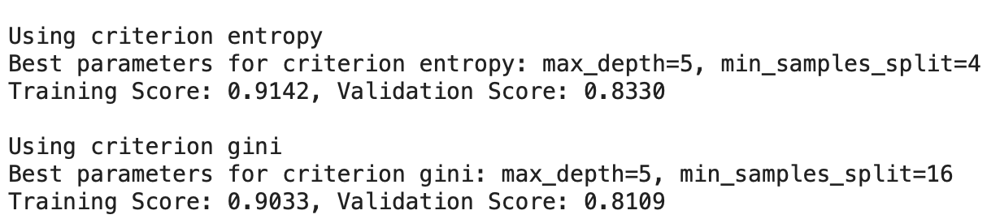 Using criterion entropy
Best parameters for criterion entropy: max_depth=5, min_samples_split=4
Training Score: 0.9142, Validation Score: 0.8330
Using criterion gini
Best parameters for criterion gini: max_depth=5, min_samples_split=16
Training Score: 0.9033, Validation Score: 0.8109